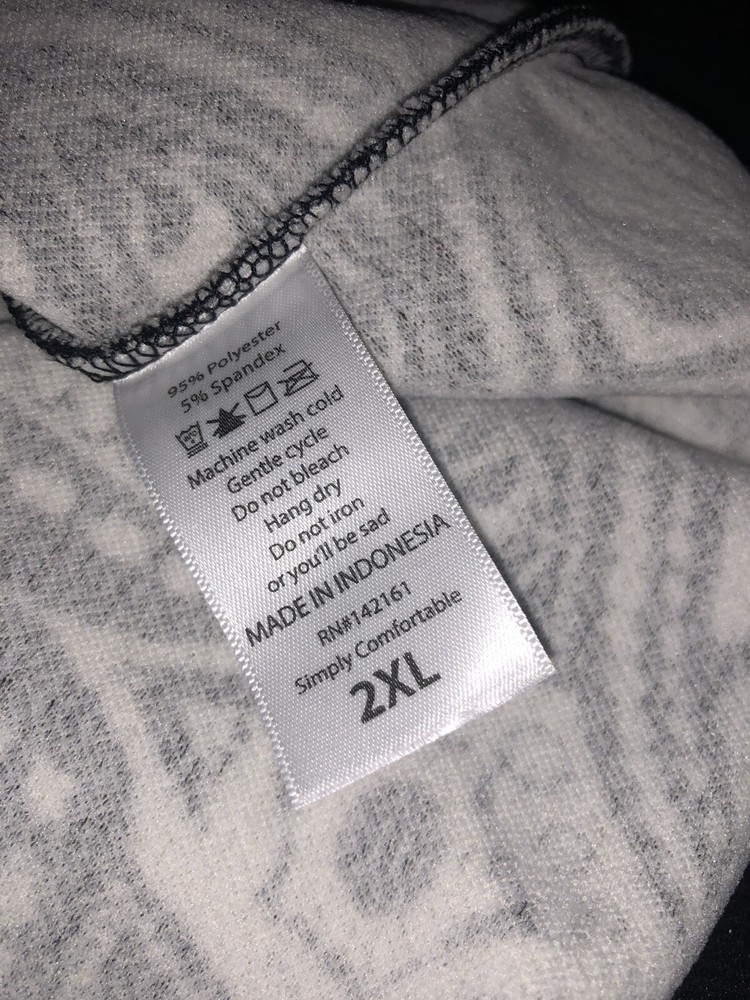 95% Polyester
5% Spandex
Machine wash cold
Gentle cycle
Do not bleach
Hang dry
Do not iron
or you'll be sad
MADE IN INDONESIA
RN#142161
Simply Comfortable
2XL